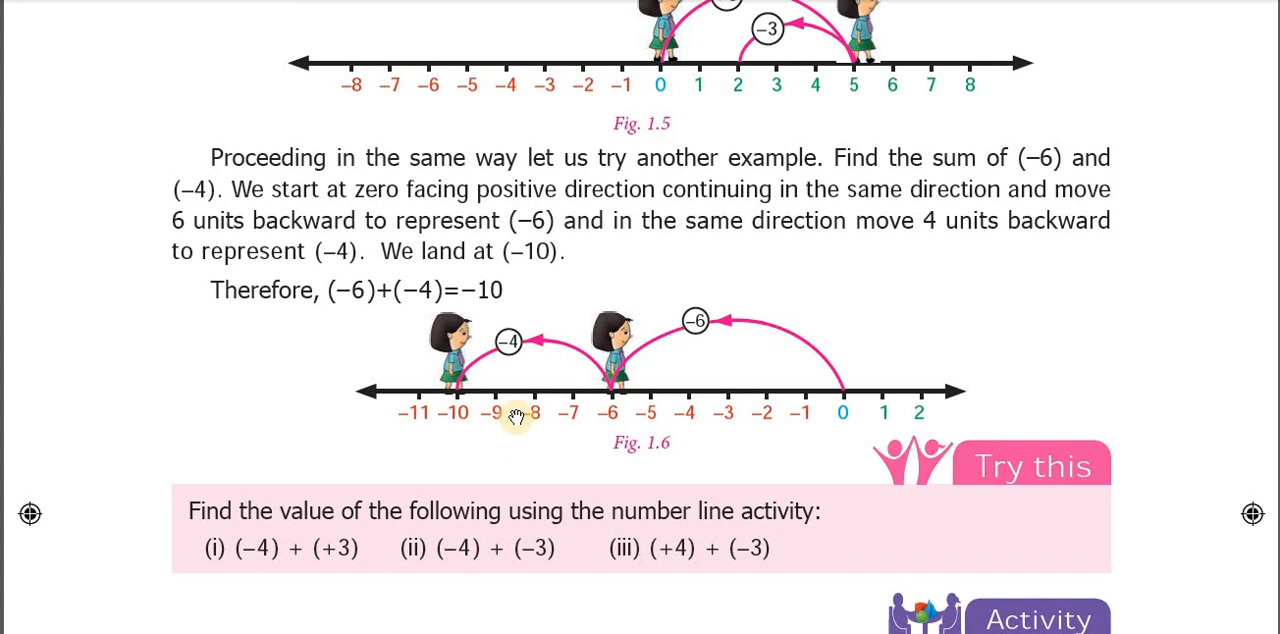 −3
−8 −7 −6 −5 −4 −3 −2 −1 0 1 2 3 4 5 6 7 8
Fig. 1.5
Proceeding in the same way let us try another example. Find the sum of (−6) and
(−4). We start at zero facing positive direction continuing in the same direction and move
6 units backward to represent (−6) and in the same direction move 4 units backward
to represent (−4). We land at (−10).
Therefore, (−6)+(−4)=−10
−4 −6
−11 −10 −9 −8 −7 −6 −5 −4 −3 −2 −1 0 1 2
Fig. 1.6
Try this
Find the value of the following using the number line activity:
(i) (−4) + (+3) (ii) (−4) + (−3) (iii) (+4) + (−3)
Activity